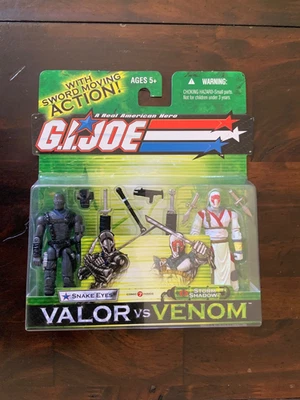 WITH
SWORD MOVING
ACTION!
AGES 5+
WARNING:
CHOKING HAZARD-Small parts.
Not for children under 3 years.
A Real American Hero
G.I. JOE
SNAKE EYES
STORM
SHADOW
VALOR VS VENOM